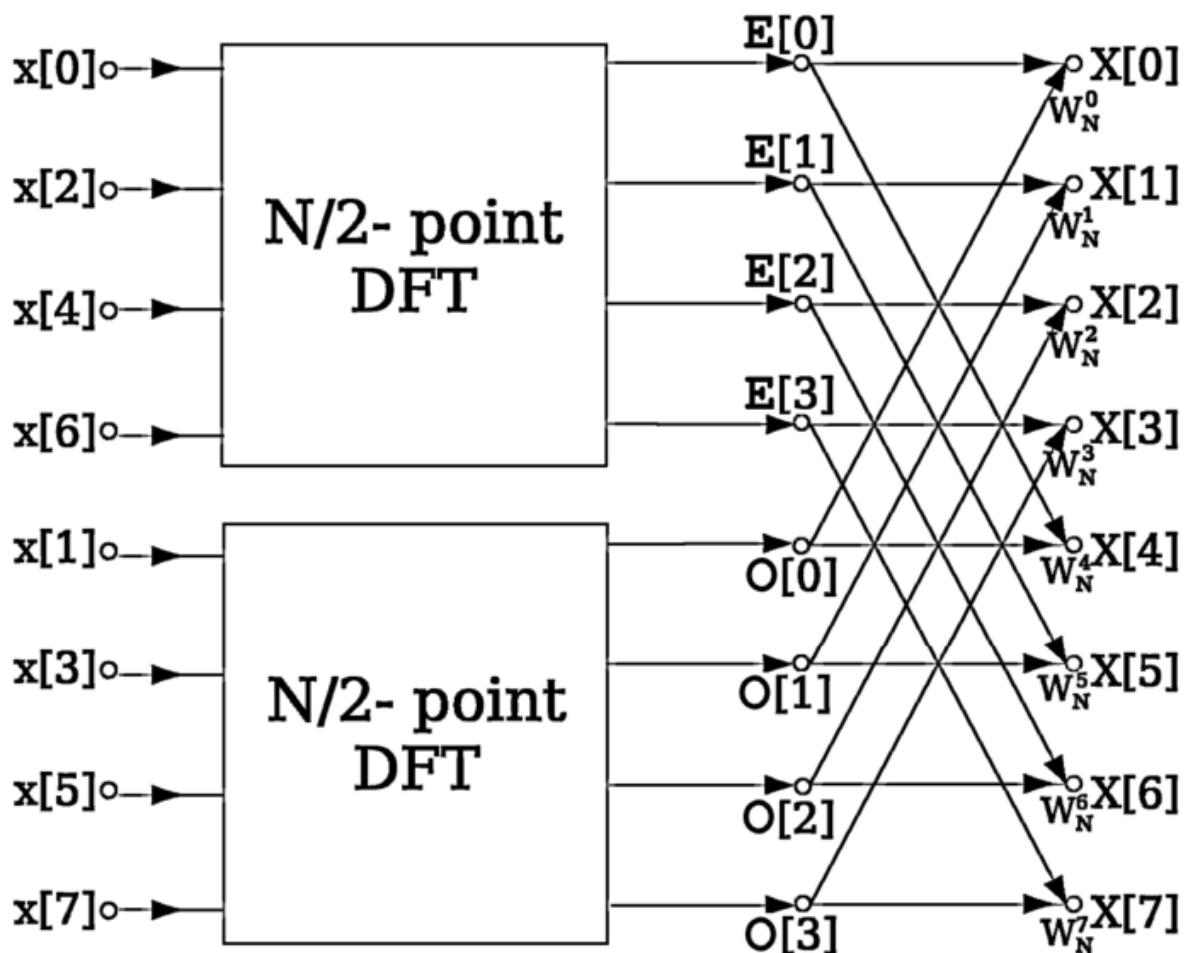 x[0]
x[2]
x[4]
x[6]
N/2- point
DFT
x[1]
x[3]
x[5]
x[7]
N/2- point
DFT
E[0]
E[1]
E[2]
E[3]
O[0]
O[1]
O[2]
O[3]
X[0]
W_N^0
X[1]
W_N^1
X[2]
W_N^2
X[3]
W_N^3
X[4]
W_N^4
X[5]
W_N^5
X[6]
W_N^6
X[7]
W_N^7